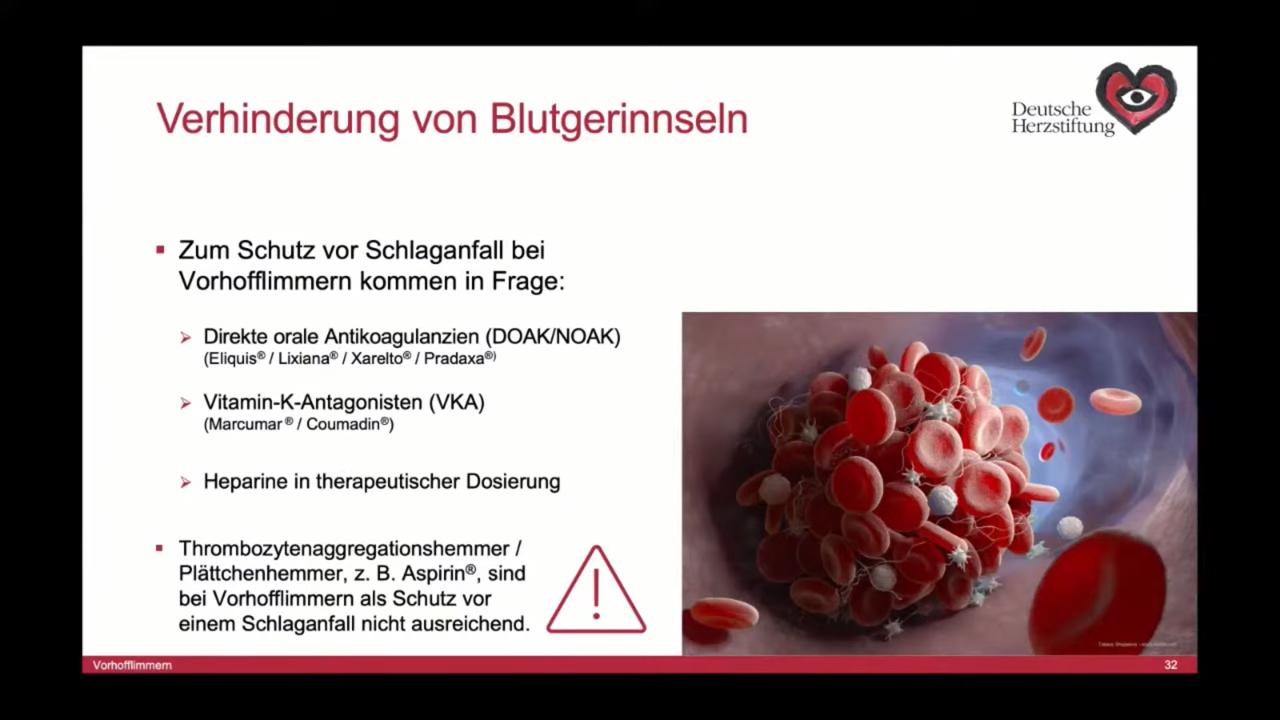 Verhinderung von Blutgerinnseln
Deutsche
Herzstiftung
▪ Zum Schutz vor Schlaganfall bei
Vorhofflimmern kommen in Frage:
➢ Direkte orale Antikoagulanzien (DOAK/NOAK)
(Eliquis® / Lixiana® / Xarelto® / Pradaxa®)
➢ Vitamin-K-Antagonisten (VKA)
(Marcumar ® / Coumadin®)
➢ Heparine in therapeutischer Dosierung
▪ Thrombozytenaggregationshemmer /
Plättchenhemmer, z. B. Aspirin®, sind
bei Vorhofflimmern als Schutz vor
einem Schlaganfall nicht ausreichend.
!
Vorhofflimmern
32